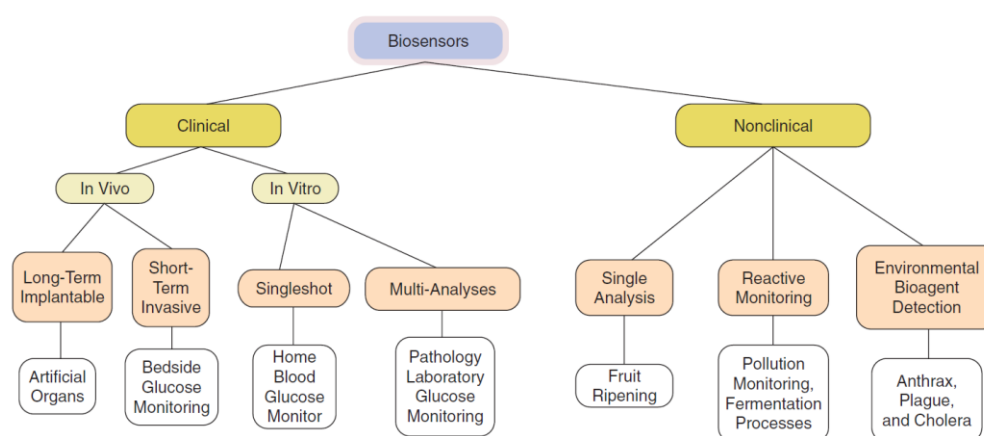 Biosensors
Clinical
Nonclinical
In Vivo
In Vitro
Long-Term
Implantable
Short-
Term
Invasive
Singleshot
Multi-Analyses
Single
Analysis
Reactive
Monitoring
Environmental
Bioagent
Detection
Artificial
Organs
Bedside
Glucose
Monitoring
Home
Blood
Glucose
Monitor
Pathology
Laboratory
Glucose
Monitoring
Fruit
Ripening
Pollution
Monitoring,
Fermentation
Processes
Anthrax,
Plague,
and Cholera